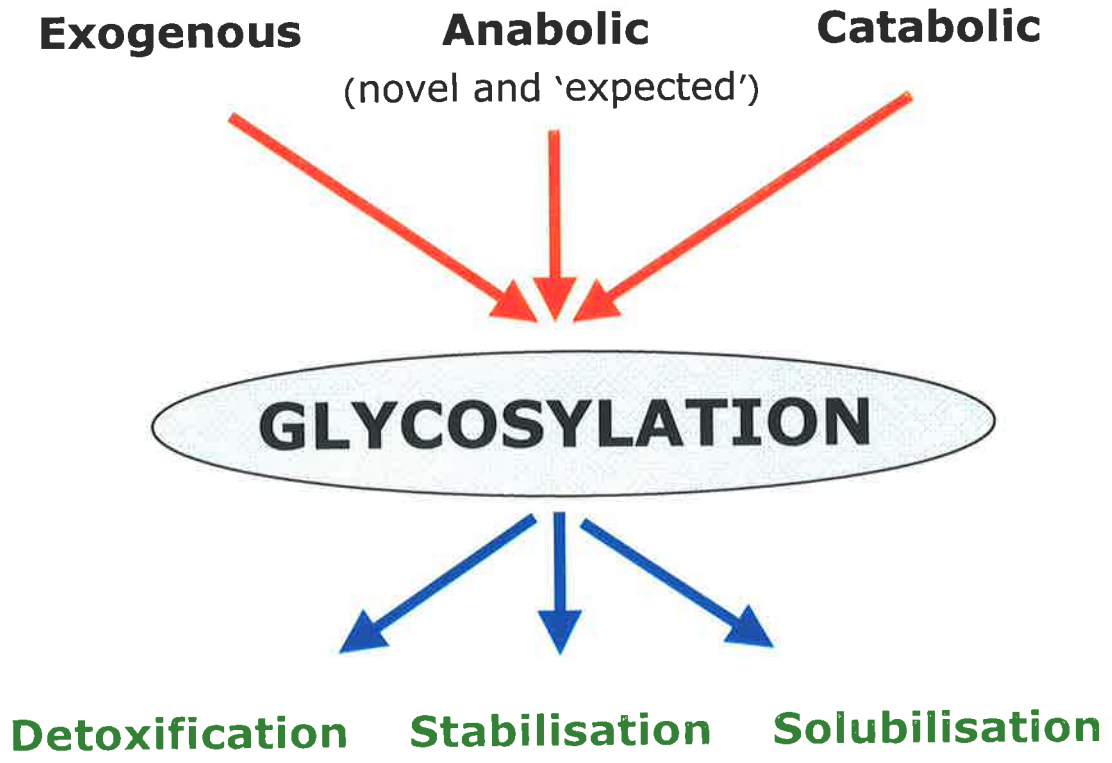 Exogenous
Anabolic
Catabolic
(novel and ‘expected’)
GLYCOSYLATION
Detoxification
Stabilisation
Solubilisation